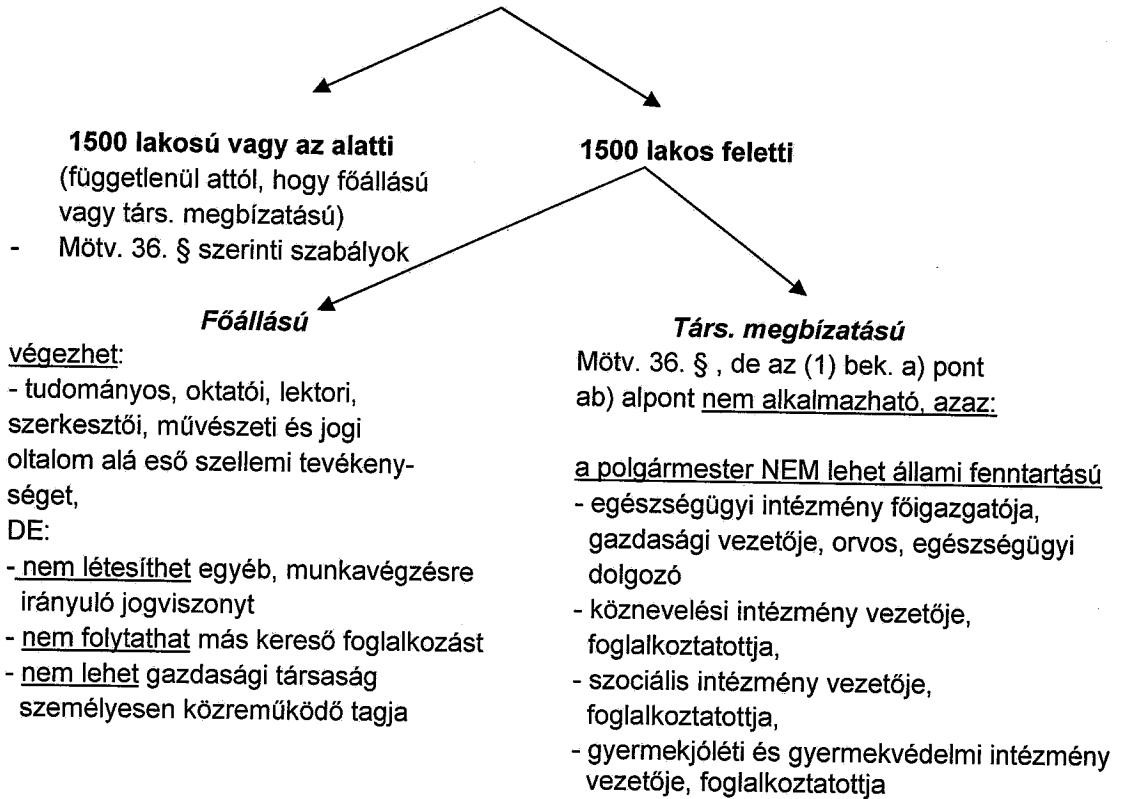 1500 lakosú vagy az alatti
(függetlenül attól, hogy főállású
vagy társ. megbízatású)
- Mötv. 36. § szerinti szabályok
1500 lakos feletti
Főállású
végezhet:
- tudományos, oktatói, lektori,
szerkesztői, művészeti és jogi
oltalom alá eső szellemi tevékeny-
séget,
DE:
- nem létesíthet egyéb, munkavégzésre
irányuló jogviszonyt
- nem folytathat más kereső foglalkozást
- nem lehet gazdasági társaság
személyesen közreműködő tagja
Társ. megbízatású
Mötv. 36. § , de az (1) bek. a) pont
ab) alpont nem alkalmazható, azaz:
a polgármester NEM lehet állami fenntartású
- egészségügyi intézmény főigazgatója,
gazdasági vezetője, orvos, egészségügyi
dolgozó
- köznevelési intézmény vezetője,
foglalkoztatottja,
- szociális intézmény vezetője,
foglalkoztatottja,
- gyermekjóléti és gyermekvédelmi intézmény
vezetője, foglalkoztatottja